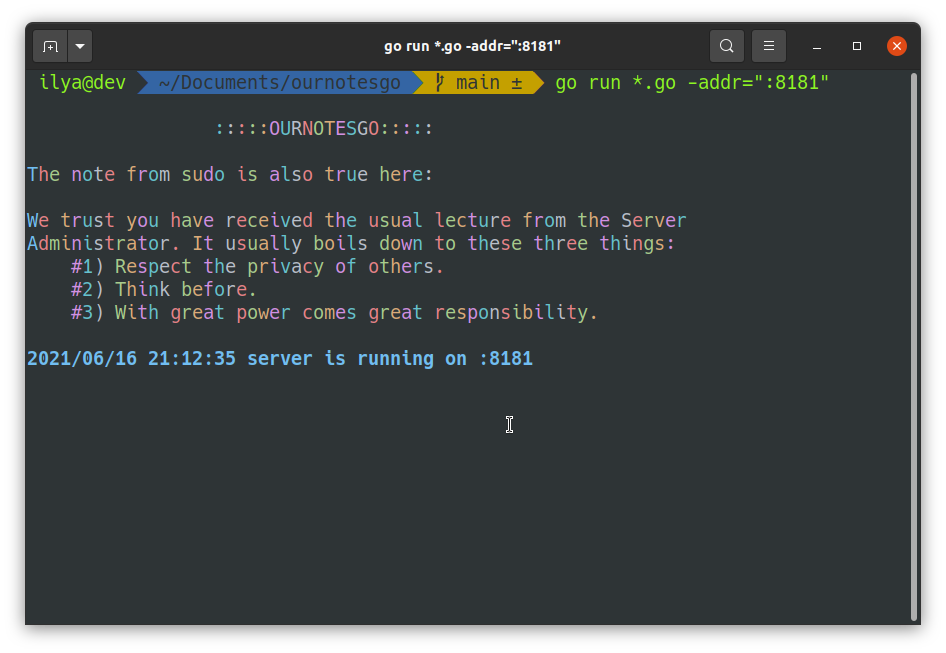 go run *.go -addr=":8181"
ilya@dev ~/Documents/ournotesgo main ± go run *.go -addr=":8181"
:::::OURNOTESGO:::::
The note from sudo is also true here:
We trust you have received the usual lecture from the Server
Administrator. It usually boils down to these three things:
#1) Respect the privacy of others.
#2) Think before.
#3) With great power comes great responsibility.
2021/06/16 21:12:35 server is running on :8181